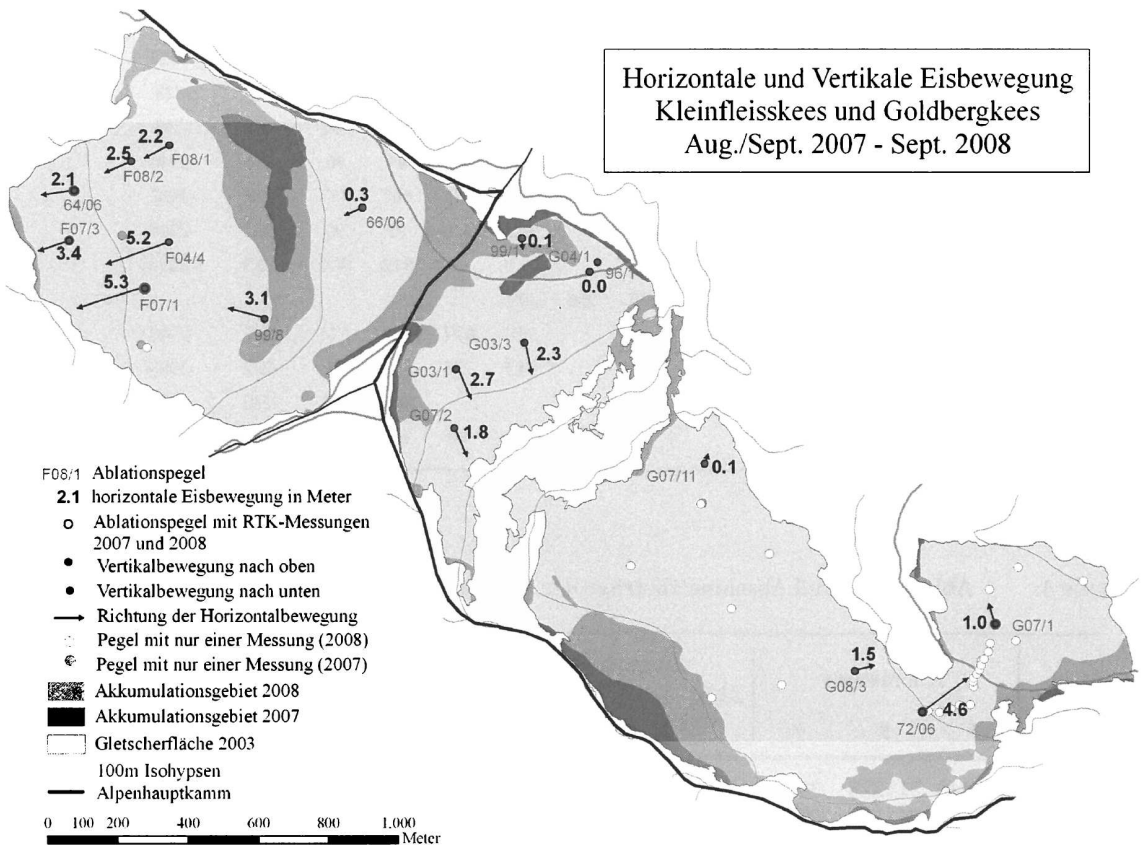 Horizontale und Vertikale Eisbewegung
Kleinfleisskees und Goldbergkees
Aug./Sept. 2007 - Sept. 2008
2.2
F08/1
2.5
F08/2
2.1
64/06
F07/3
3.4
5.2
F04/4
5.3
F07/1
3.1
99/8
0.3
66/06
0.1
99/1
G04/1
96/1
0.0
G03/3
2.3
G03/1
2.7
G07/2
1.8
G07/11
0.1
1.0
G07/1
1.5
G08/3
4.6
72/06
F08/1 Ablationspegel
2.1 horizontale Eisbewegung in Meter
Ablationspegel mit RTK-Messungen
2007 und 2008
Vertikalbewegung nach oben
Vertikalbewegung nach unten
Richtung der Horizontalbewegung
Pegel mit nur einer Messung (2008)
Pegel mit nur einer Messung (2007)
Akkumulationsgebiet 2008
Akkumulationsgebiet 2007
Gletscherfläche 2003
100m Isohypsen
Alpenhauptkamm
0 100 200 400 600 800 1.000
Meter